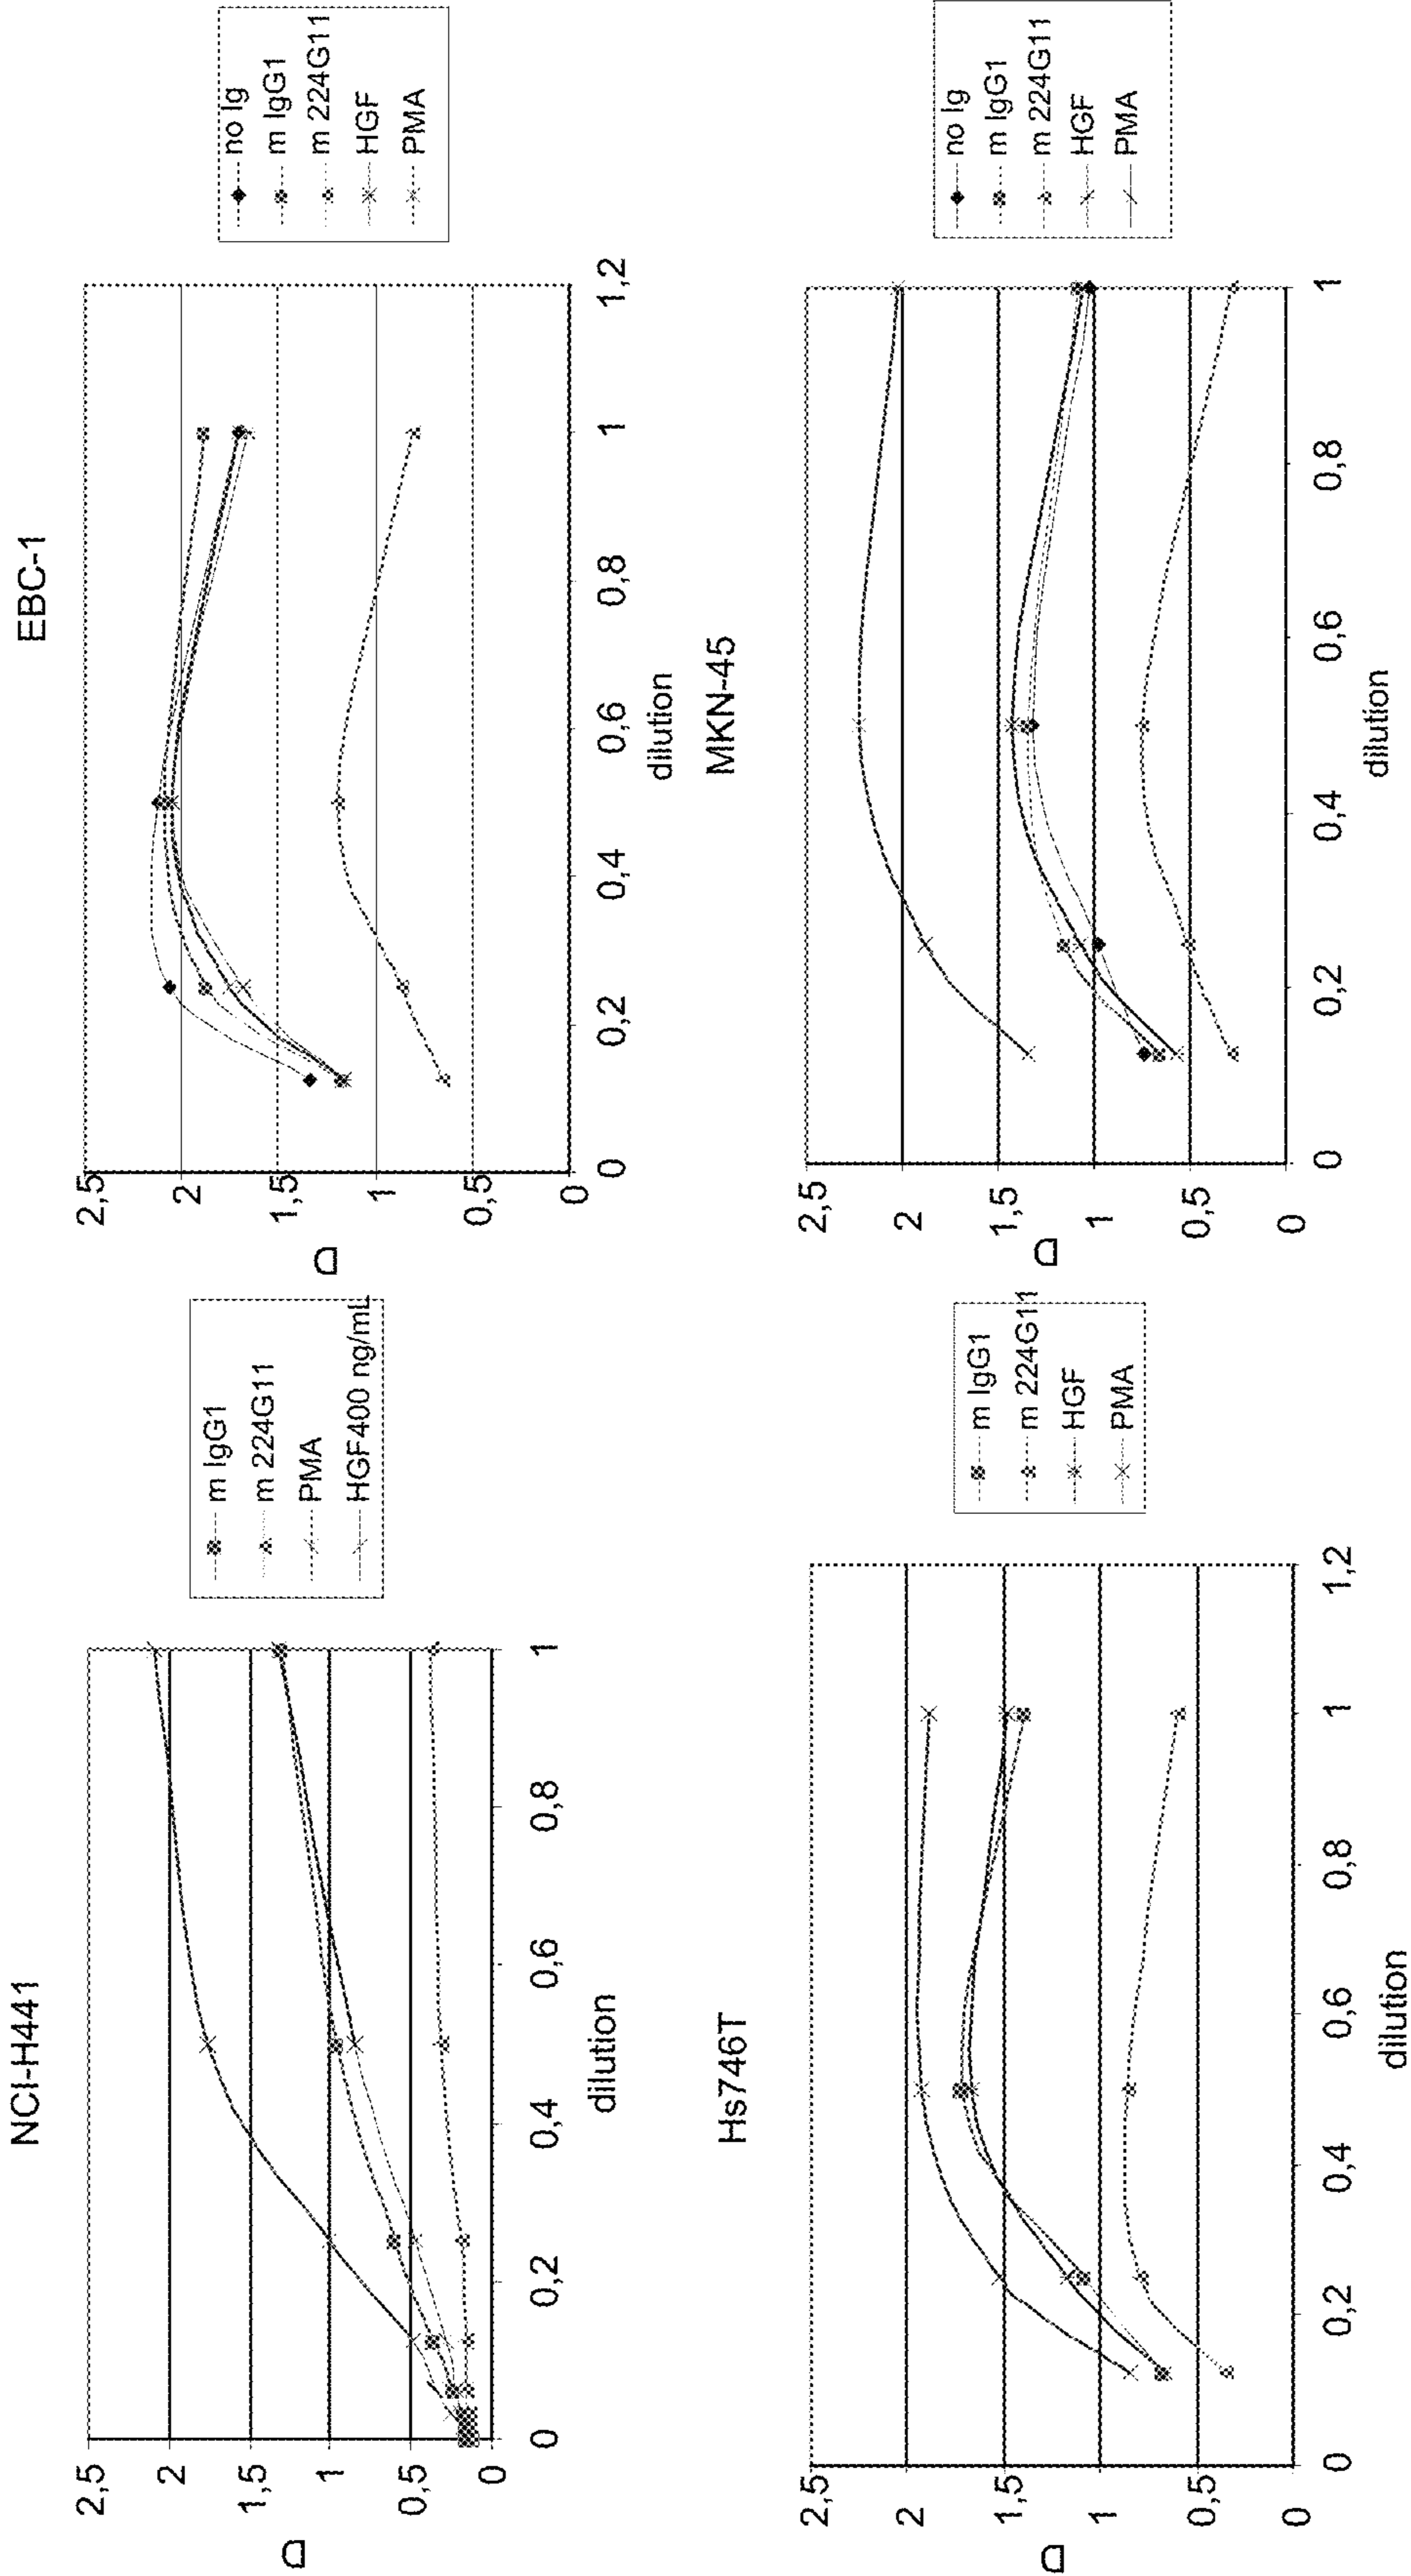 NCI-H441
2,5
2
1,5
1
0,5
0
D
0
0,2
0,4
0,6
0,8
1
dilution
m IgG1
m 224G11
PMA
HGF400 ng/mL
EBC-1
2,5
2
1,5
1
0,5
0
D
0
0,2
0,4
0,6
0,8
1
1,2
dilution
no Ig
m IgG1
m 224G11
HGF
PMA
Hs746T
2,5
2
1,5
1
0,5
0
D
0
0,2
0,4
0,6
0,8
1
1,2
dilution
m IgG1
m 224G11
HGF
PMA
MKN-45
2,5
2
1,5
1
0,5
0
D
0
0,2
0,4
0,6
0,8
1
dilution
no Ig
m IgG1
m 224G11
HGF
PMA